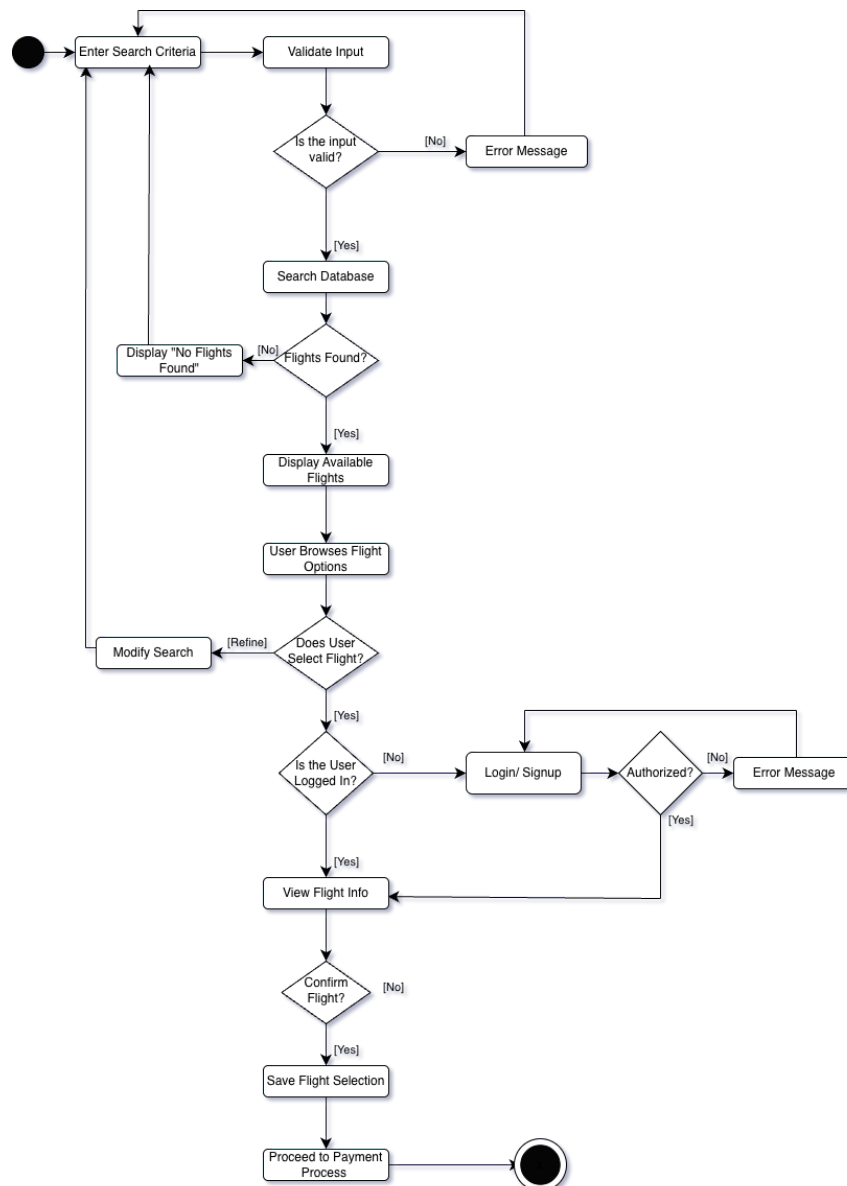 Enter Search Criteria
Validate Input
Is the input
valid?
[No]
Error Message
[Yes]
Search Database
Flights Found?
[No]
Display "No Flights
Found"
[Yes]
Display Available
Flights
User Browses Flight
Options
Does User
Select Flight?
[Refine]
Modify Search
[Yes]
Is the User
Logged In?
[No]
Login/ Signup
Authorized?
[No]
Error Message
[Yes]
[Yes]
View Flight Info
Confirm
Flight?
[No]
[Yes]
Save Flight Selection
Proceed to Payment
Process